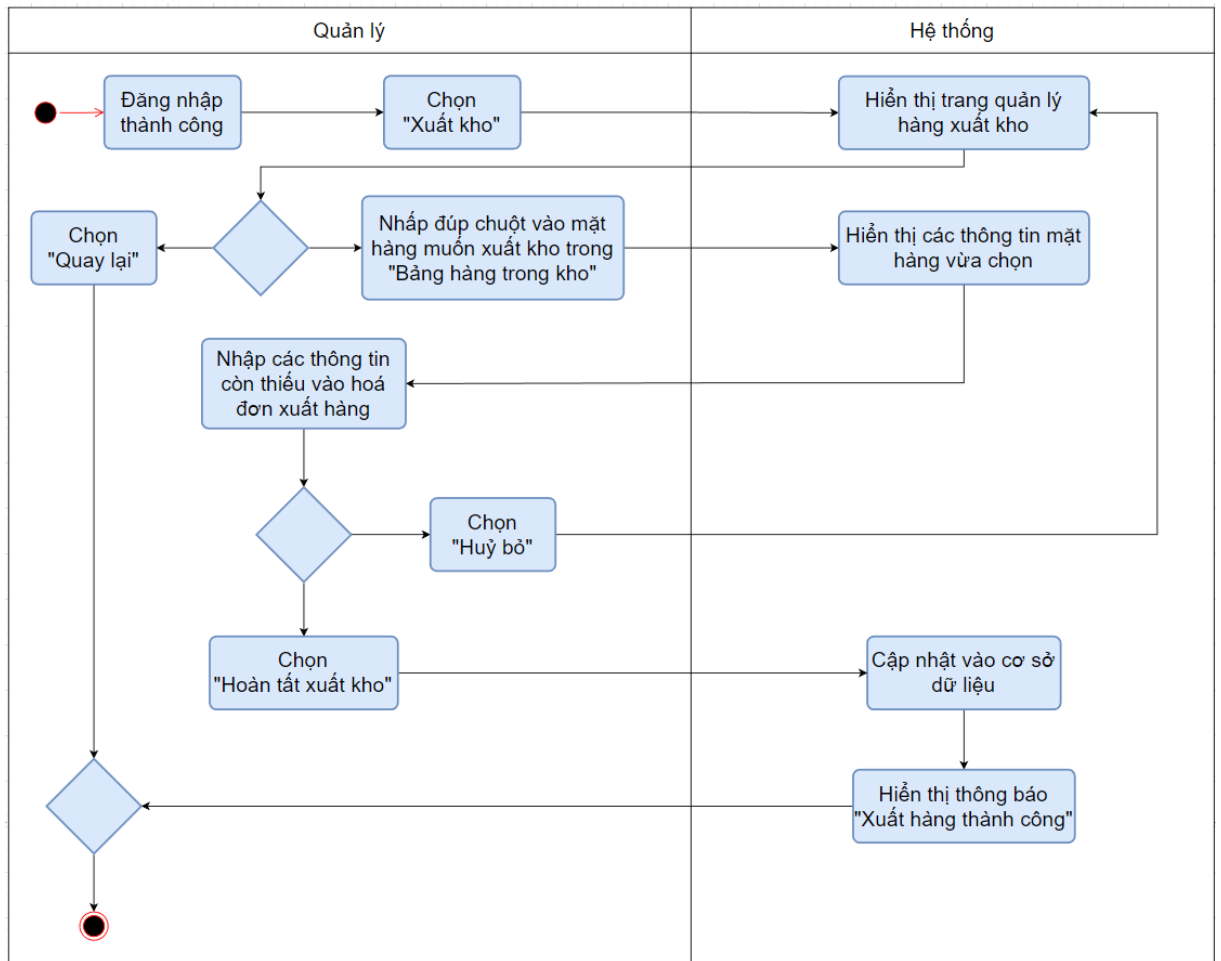 Quản lý
Hệ thống
Đăng nhập
thành công
Chọn
"Xuất kho"
Hiển thị trang quản lý
hàng xuất kho
Chọn
"Quay lại"
Nhấp đúp chuột vào mặt
hàng muốn xuất kho trong
"Bảng hàng trong kho"
Hiển thị các thông tin mặt
hàng vừa chọn
Nhập các thông tin
còn thiếu vào hoá
đơn xuất hàng
Chọn
"Huỷ bỏ"
Chọn
"Hoàn tất xuất kho"
Cập nhật vào cơ sở
dữ liệu
Hiển thị thông báo
"Xuất hàng thành công"